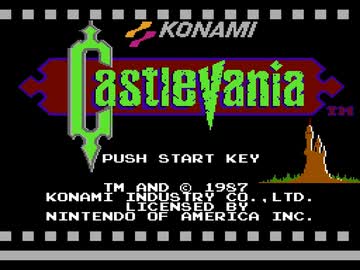 KONAMI
CastleVania
TM
PUSH START KEY
TM AND © 1987
KONAMI INDUSTRY CO.,LTD.
LICENSED BY
NINTENDO OF AMERICA INC.